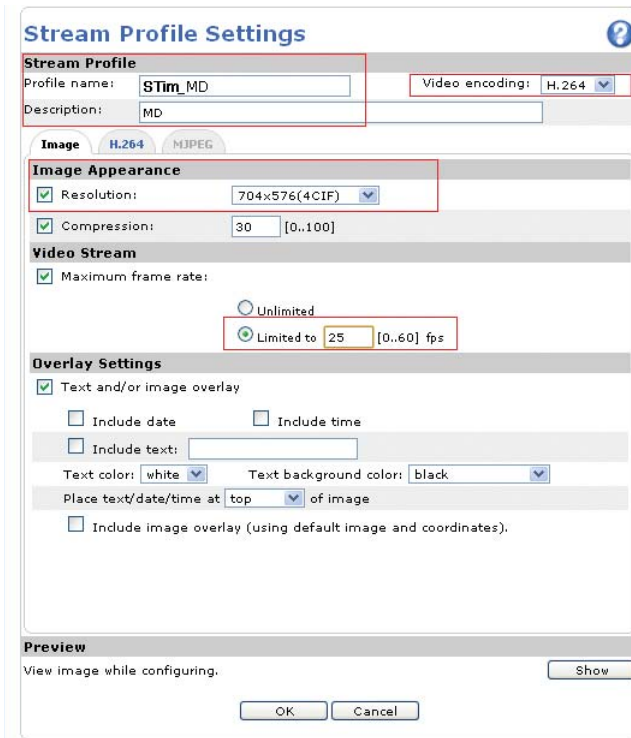 Stream Profile Settings
?
Stream Profile
Profile name: STim_MD Video encoding: H.264
Description: MD
Image H.264 MJPEG
Image Appearance
Resolution: 704x576(4CIF)
Compression: 30 [0..100]
Video Stream
Maximum frame rate:
Unlimited
Limited to 25 [0..60] fps
Overlay Settings
Text and/or image overlay
Include date Include time
Include text:
Text color: white Text background color: black
Place text/date/time at top of image
Include image overlay (using default image and coordinates).
Preview
View image while configuring. Show
OK Cancel